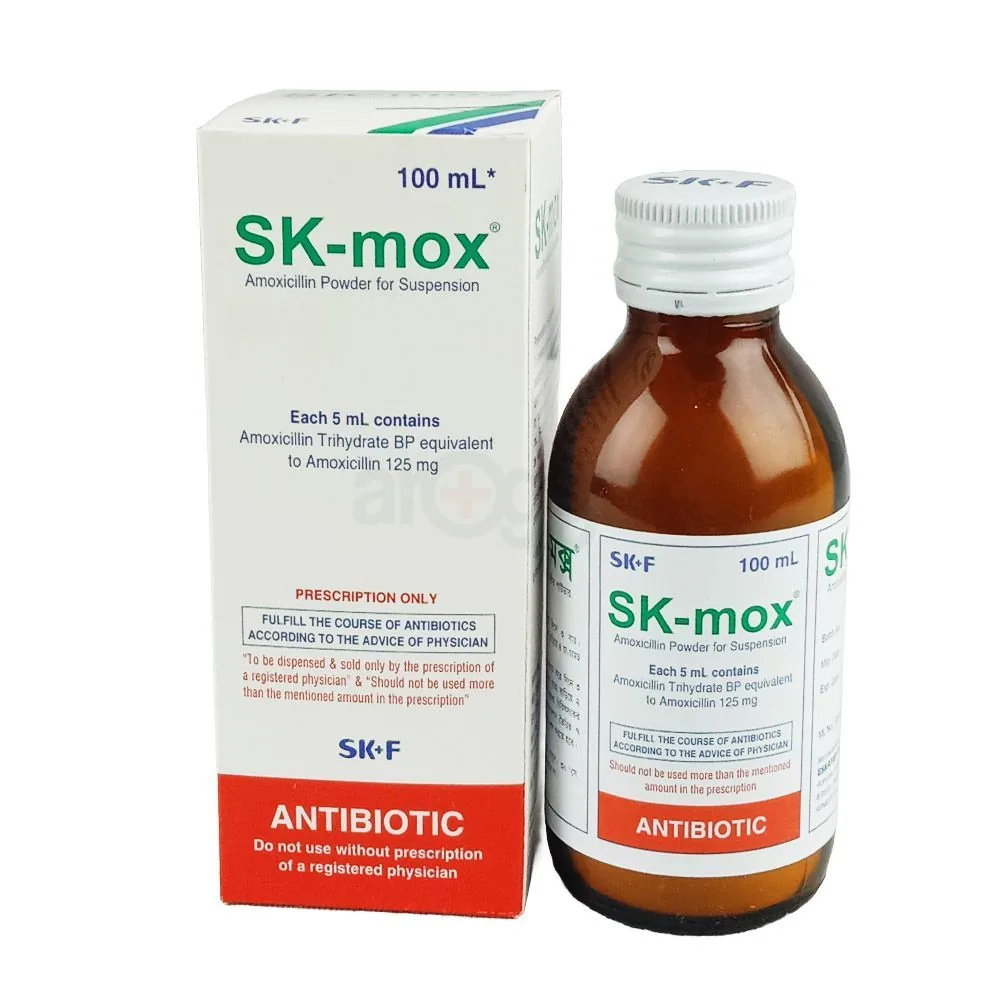 SK+F
100 mL*
SK-mox®
Amoxicillin Powder for Suspension
Each 5 mL contains
Amoxicillin Trihydrate BP equivalent
to Amoxicillin 125 mg
PRESCRIPTION ONLY
FULFILL THE COURSE OF ANTIBIOTICS
ACCORDING TO THE ADVICE OF PHYSICIAN
"To be dispensed & sold only by the prescription of
a registered physician" & "Should not be used more
than the mentioned amount in the prescription"
SK+F
ANTIBIOTIC
Do not use without prescription
of a registered physician
SK+F
SK+F
100 mL
SK-mox®
Amoxicillin Powder for Suspension
Each 5 mL contains
Amoxicillin Trihydrate BP equivalent
to Amoxicillin 125 mg
FULFILL THE COURSE OF ANTIBIOTICS
ACCORDING TO THE ADVICE OF PHYSICIAN
Should not be used more than the mentioned
amount in the prescription
ANTIBIOTIC